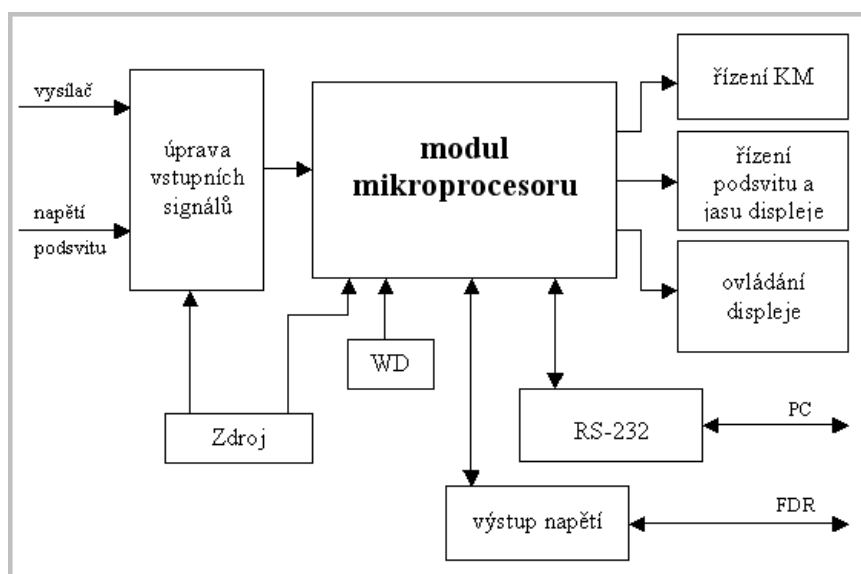 vysílač
napětí
podsvitu
úprava
vstupních
signálů
modul
mikroprocesoru
řízení KM
řízení
podsvitu a
jasu displeje
ovládání
displeje
WD
Zdroj
RS-232
PC
výstup napětí
FDR